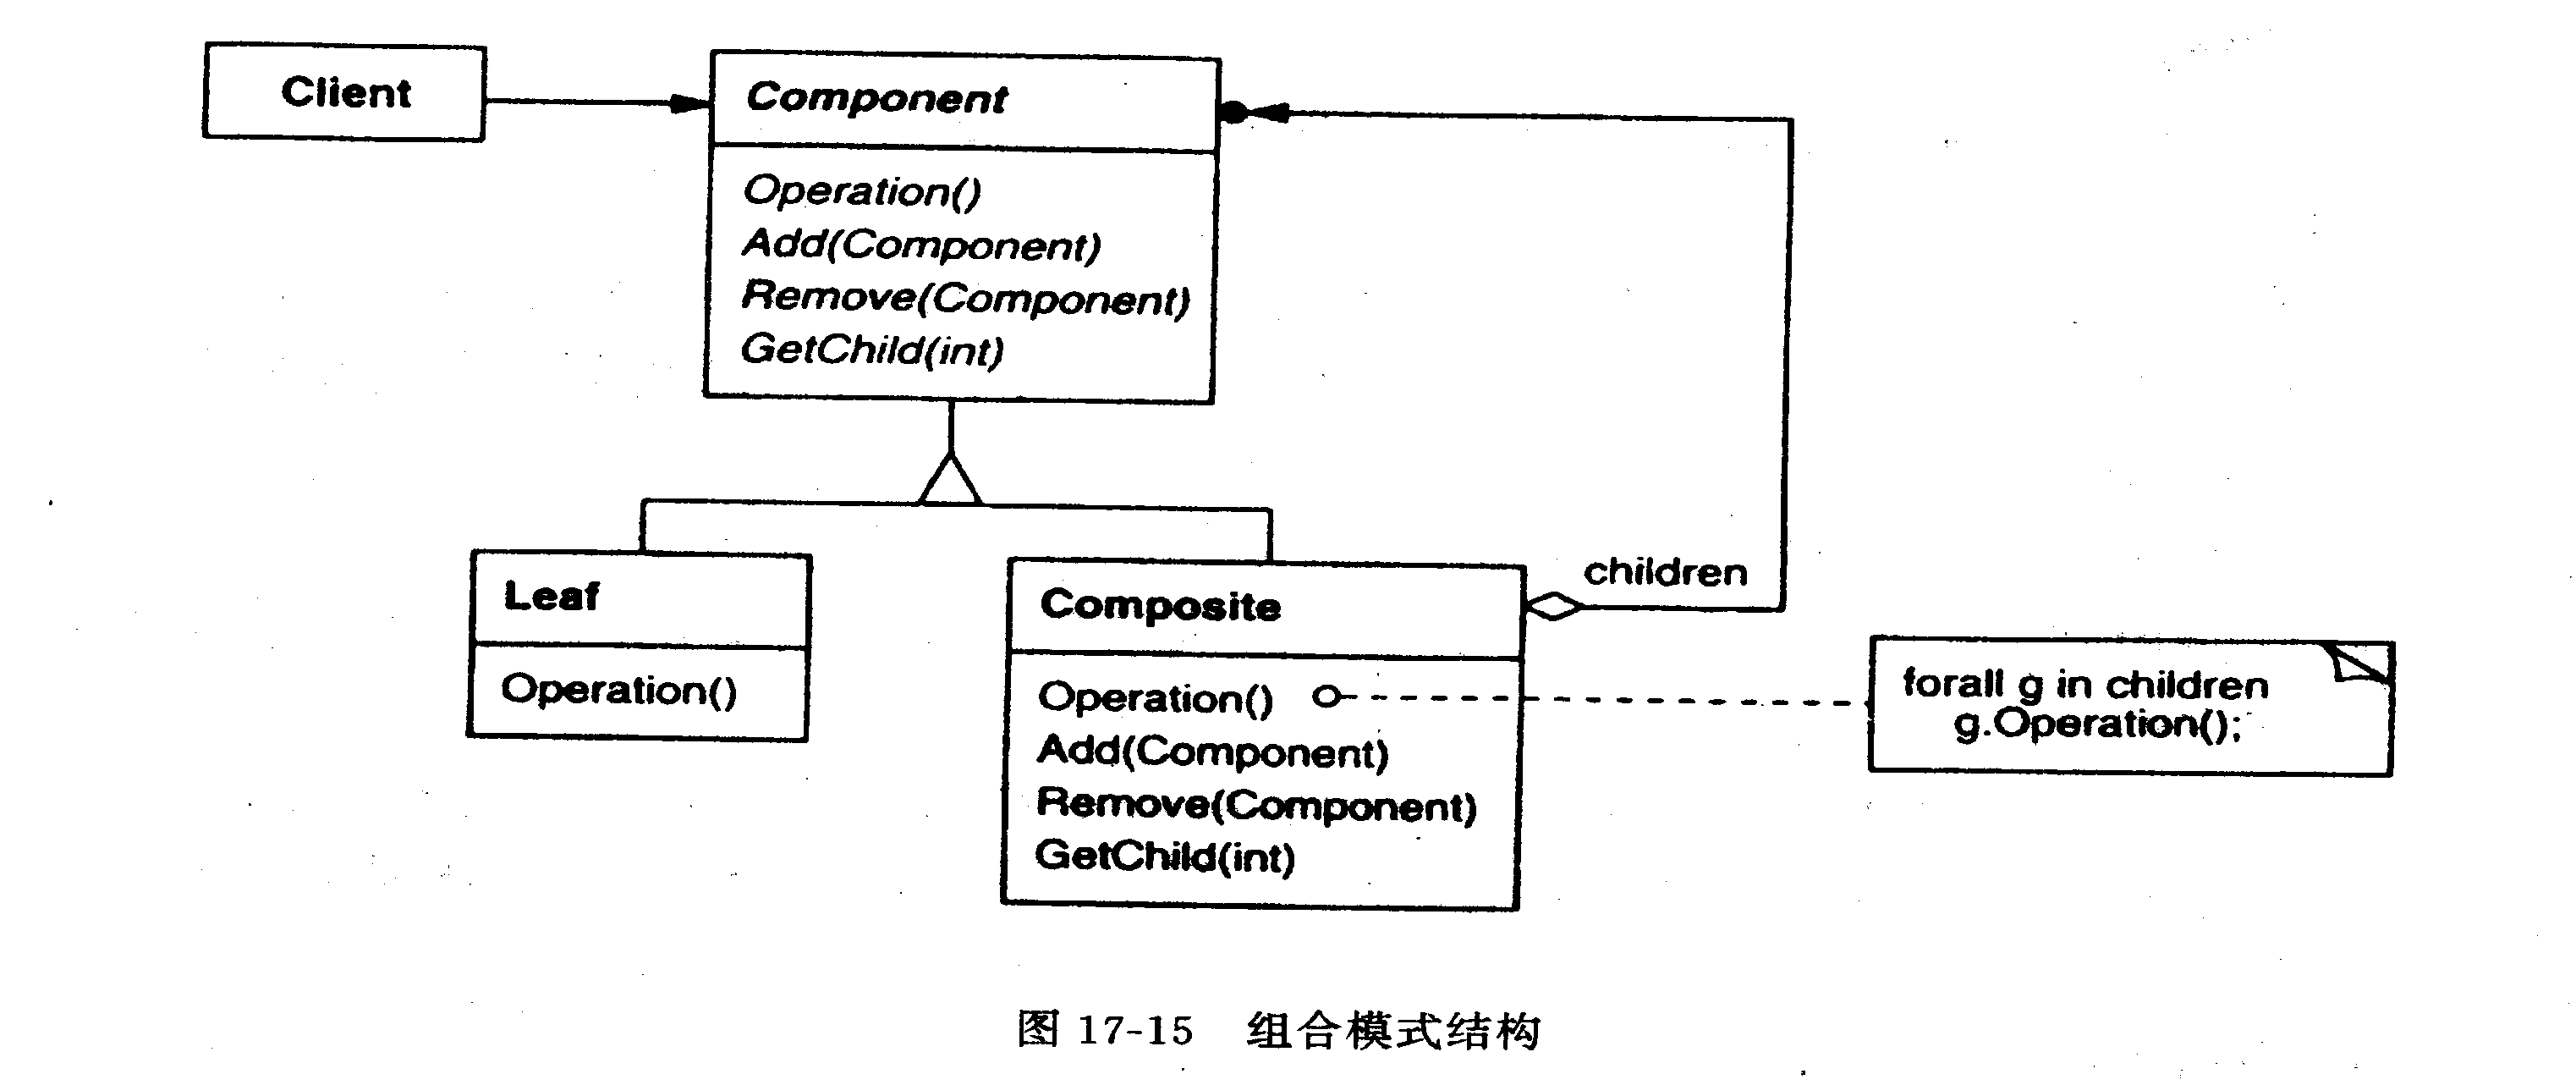 Client
Component
Operation()
Add(Component)
Remove(Component)
GetChild(int)
Leaf
Operation()
Composite
Operation()
Add(Component)
Remove(Component)
GetChild(int)
children
forall g in children
g.Operation();
图 17-15 组合模式结构